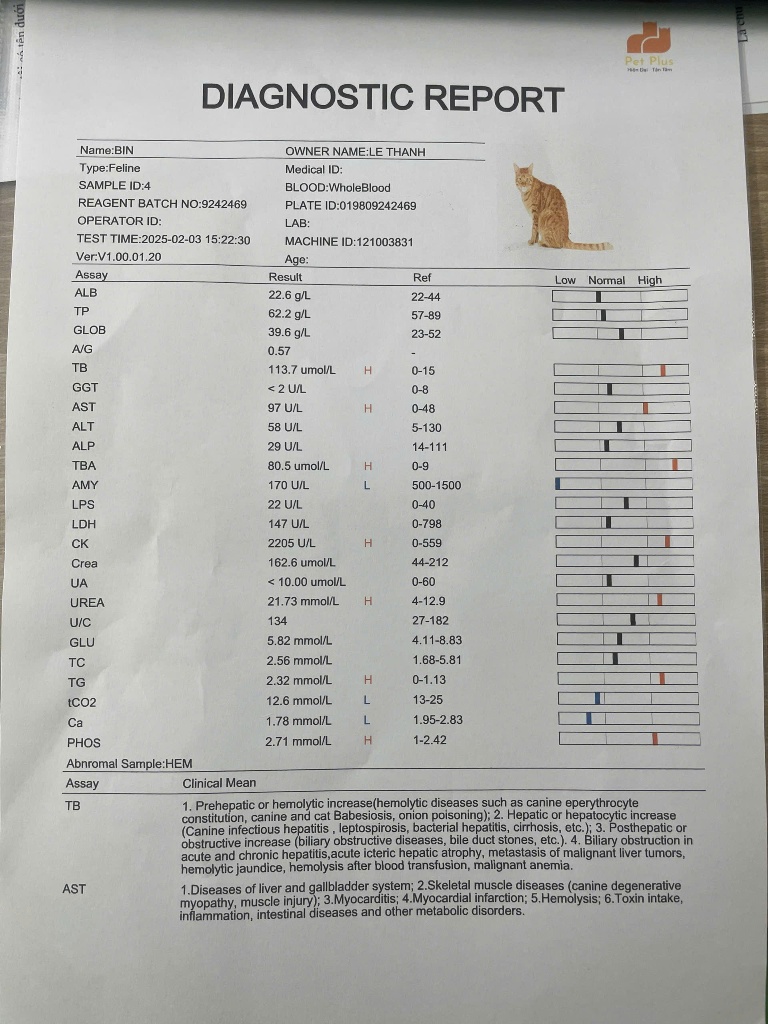 Pet Plus
Hiện Đại Tận Tâm
DIAGNOSTIC REPORT
Name:BIN OWNER NAME:LE THANH
Type:Feline Medical ID:
SAMPLE ID:4 BLOOD:WholeBlood
REAGENT BATCH NO:9242469 PLATE ID:019809242469
OPERATOR ID: LAB:
TEST TIME:2025-02-03 15:22:30 MACHINE ID:121003831
Ver:V1.00.01.20 Age:
Assay Result Ref Low Normal High
ALB 22.6 g/L 22-44
TP 62.2 g/L 57-89
GLOB 39.6 g/L 23-52
A/G 0.57 -
TB 113.7 umol/L H 0-15
GGT < 2 U/L 0-8
AST 97 U/L H 0-48
ALT 58 U/L 5-130
ALP 29 U/L 14-111
TBA 80.5 umol/L H 0-9
AMY 170 U/L L 500-1500
LPS 22 U/L 0-40
LDH 147 U/L 0-798
CK 2205 U/L H 0-559
Crea 162.6 umol/L 44-212
UA < 10.00 umol/L 0-60
UREA 21.73 mmol/L H 4-12.9
U/C 134 27-182
GLU 5.82 mmol/L 4.11-8.83
TC 2.56 mmol/L 1.68-5.81
TG 2.32 mmol/L H 0-1.13
tCO2 12.6 mmol/L L 13-25
Ca 1.78 mmol/L L 1.95-2.83
PHOS 2.71 mmol/L H 1-2.42
Abnromal Sample:HEM
Assay Clinical Mean
TB 1. Prehepatic or hemolytic increase(hemolytic diseases such as canine eperythrocyte
constitution, canine and cat Babesiosis, onion poisoning); 2. Hepatic or hepatocytic increase
(Canine infectious hepatitis , leptospirosis, bacterial hepatitis, cirrhosis, etc.); 3. Posthepatic or
obstructive increase (biliary obstructive diseases, bile duct stones, etc.). 4. Biliary obstruction in
acute and chronic hepatitis,acute icteric hepatic atrophy, metastasis of malignant liver tumors,
hemolytic jaundice, hemolysis after blood transfusion, malignant anemia.
AST 1.Diseases of liver and gallbladder system; 2.Skeletal muscle diseases (canine degenerative
myopathy, muscle injury); 3.Myocarditis; 4.Myocardial infarction; 5.Hemolysis; 6.Toxin intake,
inflammation, intestinal diseases and other metabolic disorders.